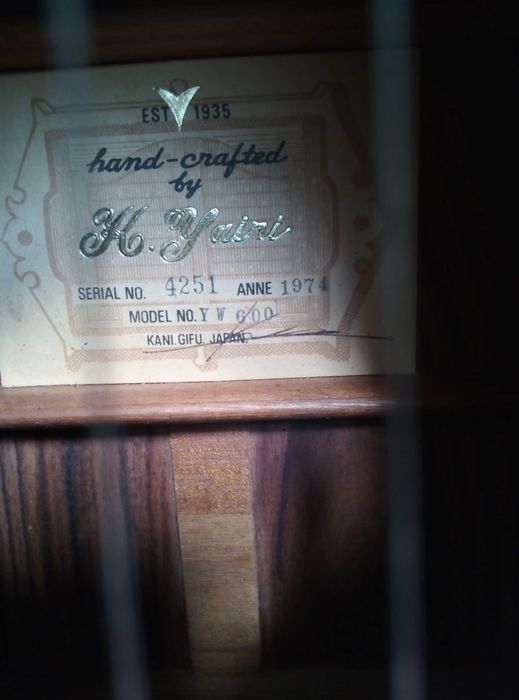 EST 1935
hand-crafted
by
K. Yairi
SERIAL NO. 4251 ANNE 1974
MODEL NO. YW 600
KANI. GIFU. JAPAN.